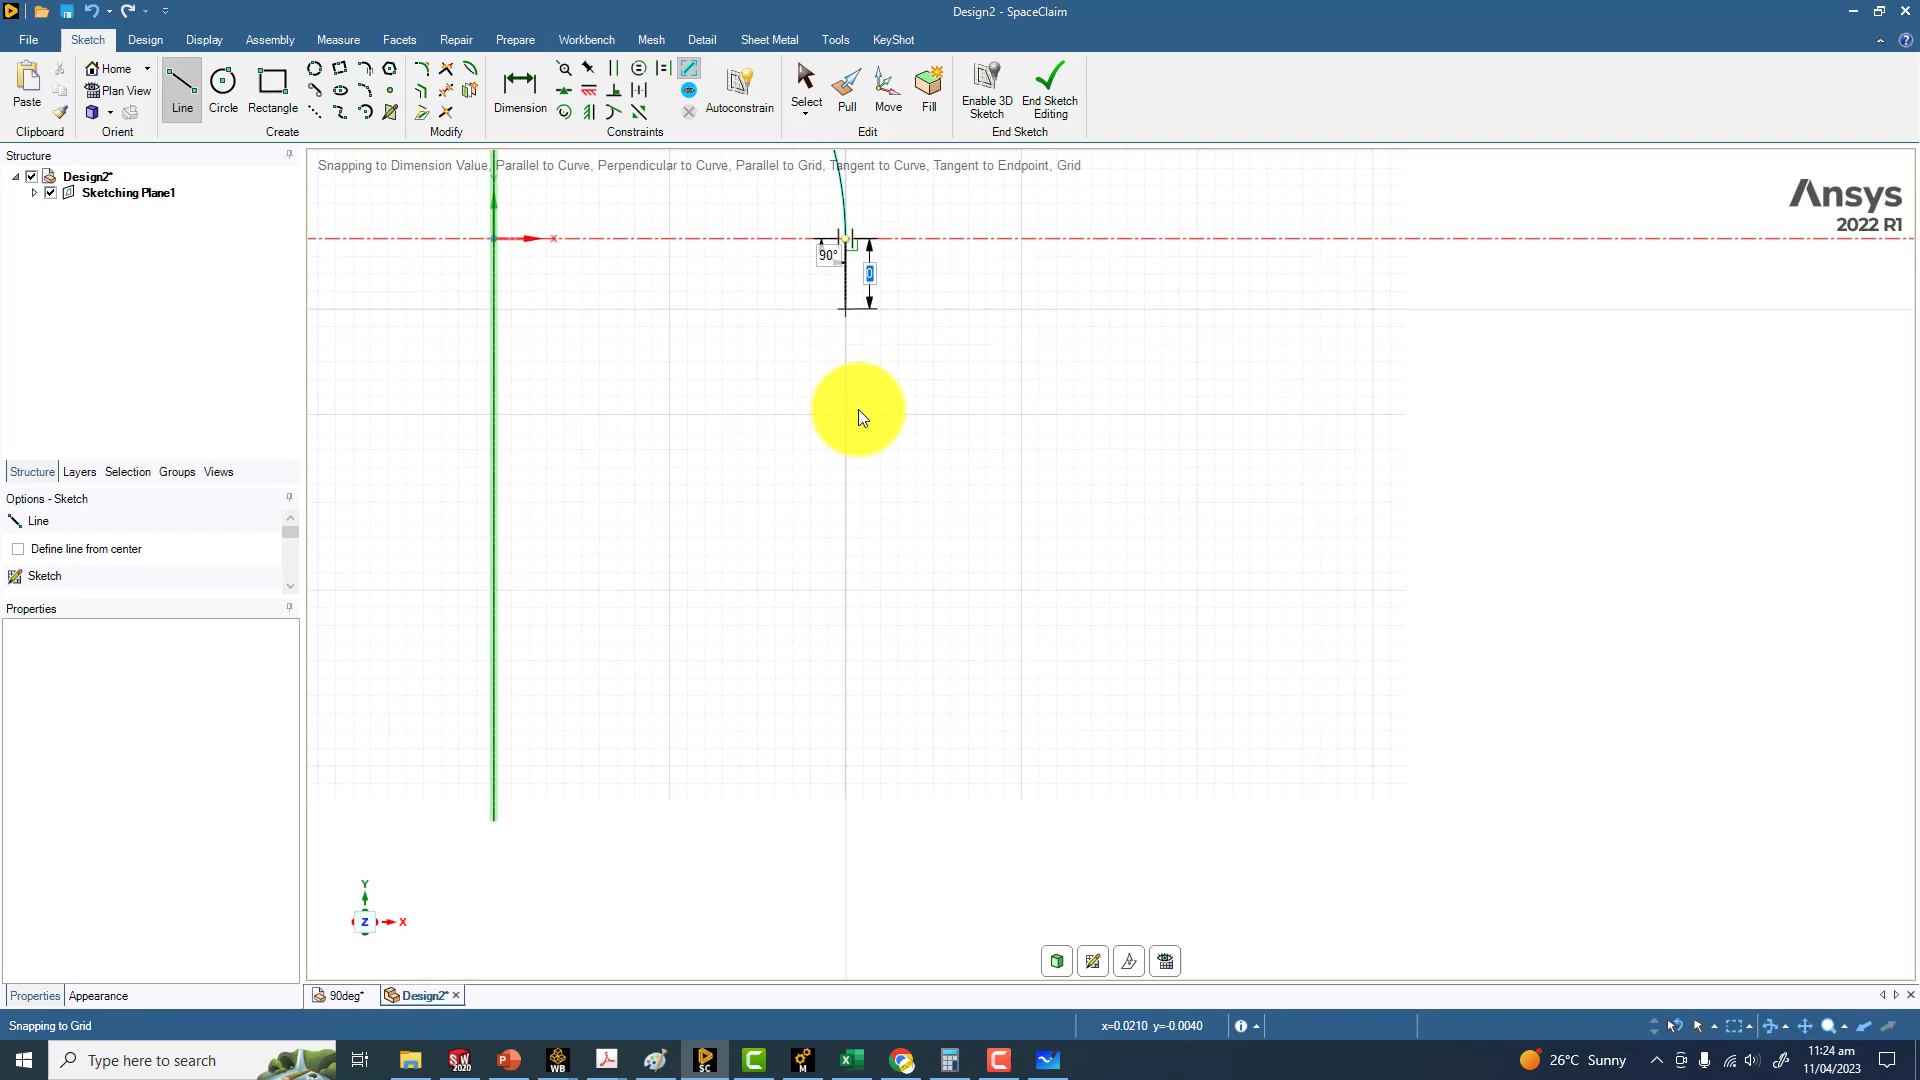 Design2 - SpaceClaim
File Sketch Design Display Assembly Measure Facets Repair Prepare Workbench Mesh Detail Sheet Metal Tools KeyShot
Paste
Clipboard
Home
Plan View
Orient
Line
Circle
Rectangle
Create
Modify
Dimension
Autoconstrain
Constraints
Select
Pull
Move
Fill
Edit
Enable 3D
Sketch
End Sketch
Editing
End Sketch
Structure
Design2*
Sketching Plane1
Structure Layers Selection Groups Views
Options - Sketch
Line
Define line from center
Sketch
Properties
Properties Appearance
Snapping to Dimension Value, Parallel to Curve, Perpendicular to Curve, Parallel to Grid, Tangent to Curve, Tangent to Endpoint, Grid
Ansys
2022 R1
X
90°
0
Y
Z
X
90deg*
Design2*
Snapping to Grid
x=0.0210 y=-0.0040
Type here to search
SW
2020
WB
SC
M
26°C Sunny
11:24 am
11/04/2023